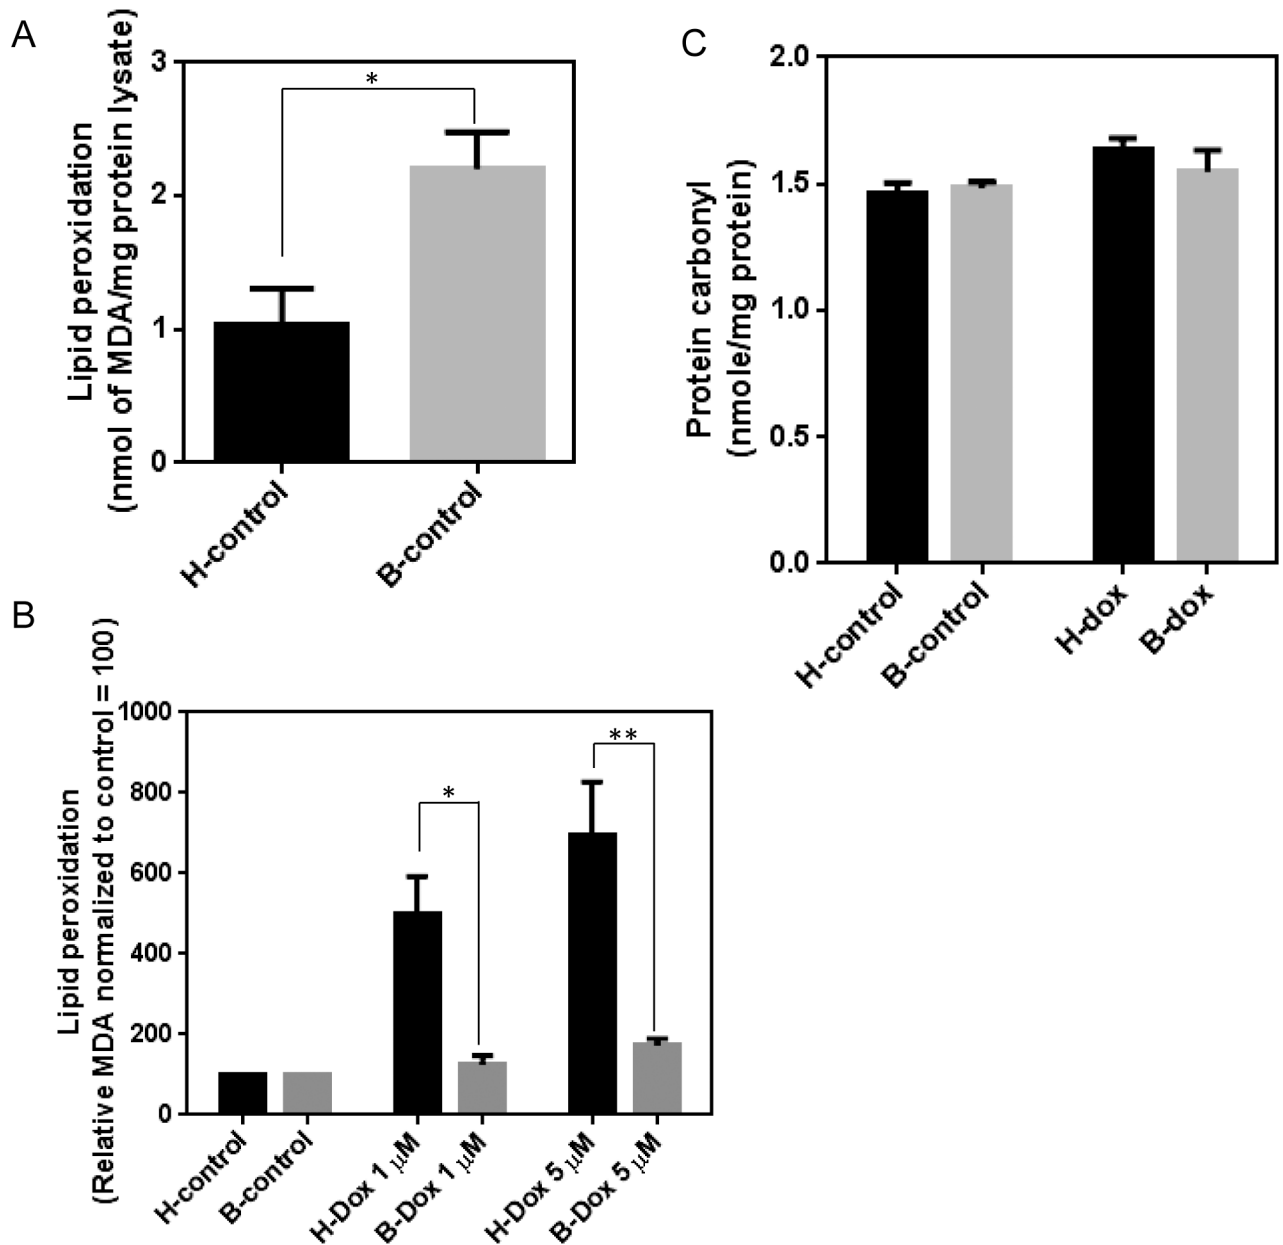 A
Lipid peroxidation
(nmol of MDA/mg protein lysate)
3
2
1
0
*
H-control
B-control
C
Protein carbonyl
(nmole/mg protein)
2.0
1.5
1.0
0.5
0.0
H-control
B-control
H-dox
B-dox
B
Lipid peroxidation
(Relative MDA normalized to control = 100)
1000
800
600
400
200
0
*
**
H-control
B-control
H-Dox 1 μM
B-Dox 1 μM
H-Dox 5 μM
B-Dox 5 μM